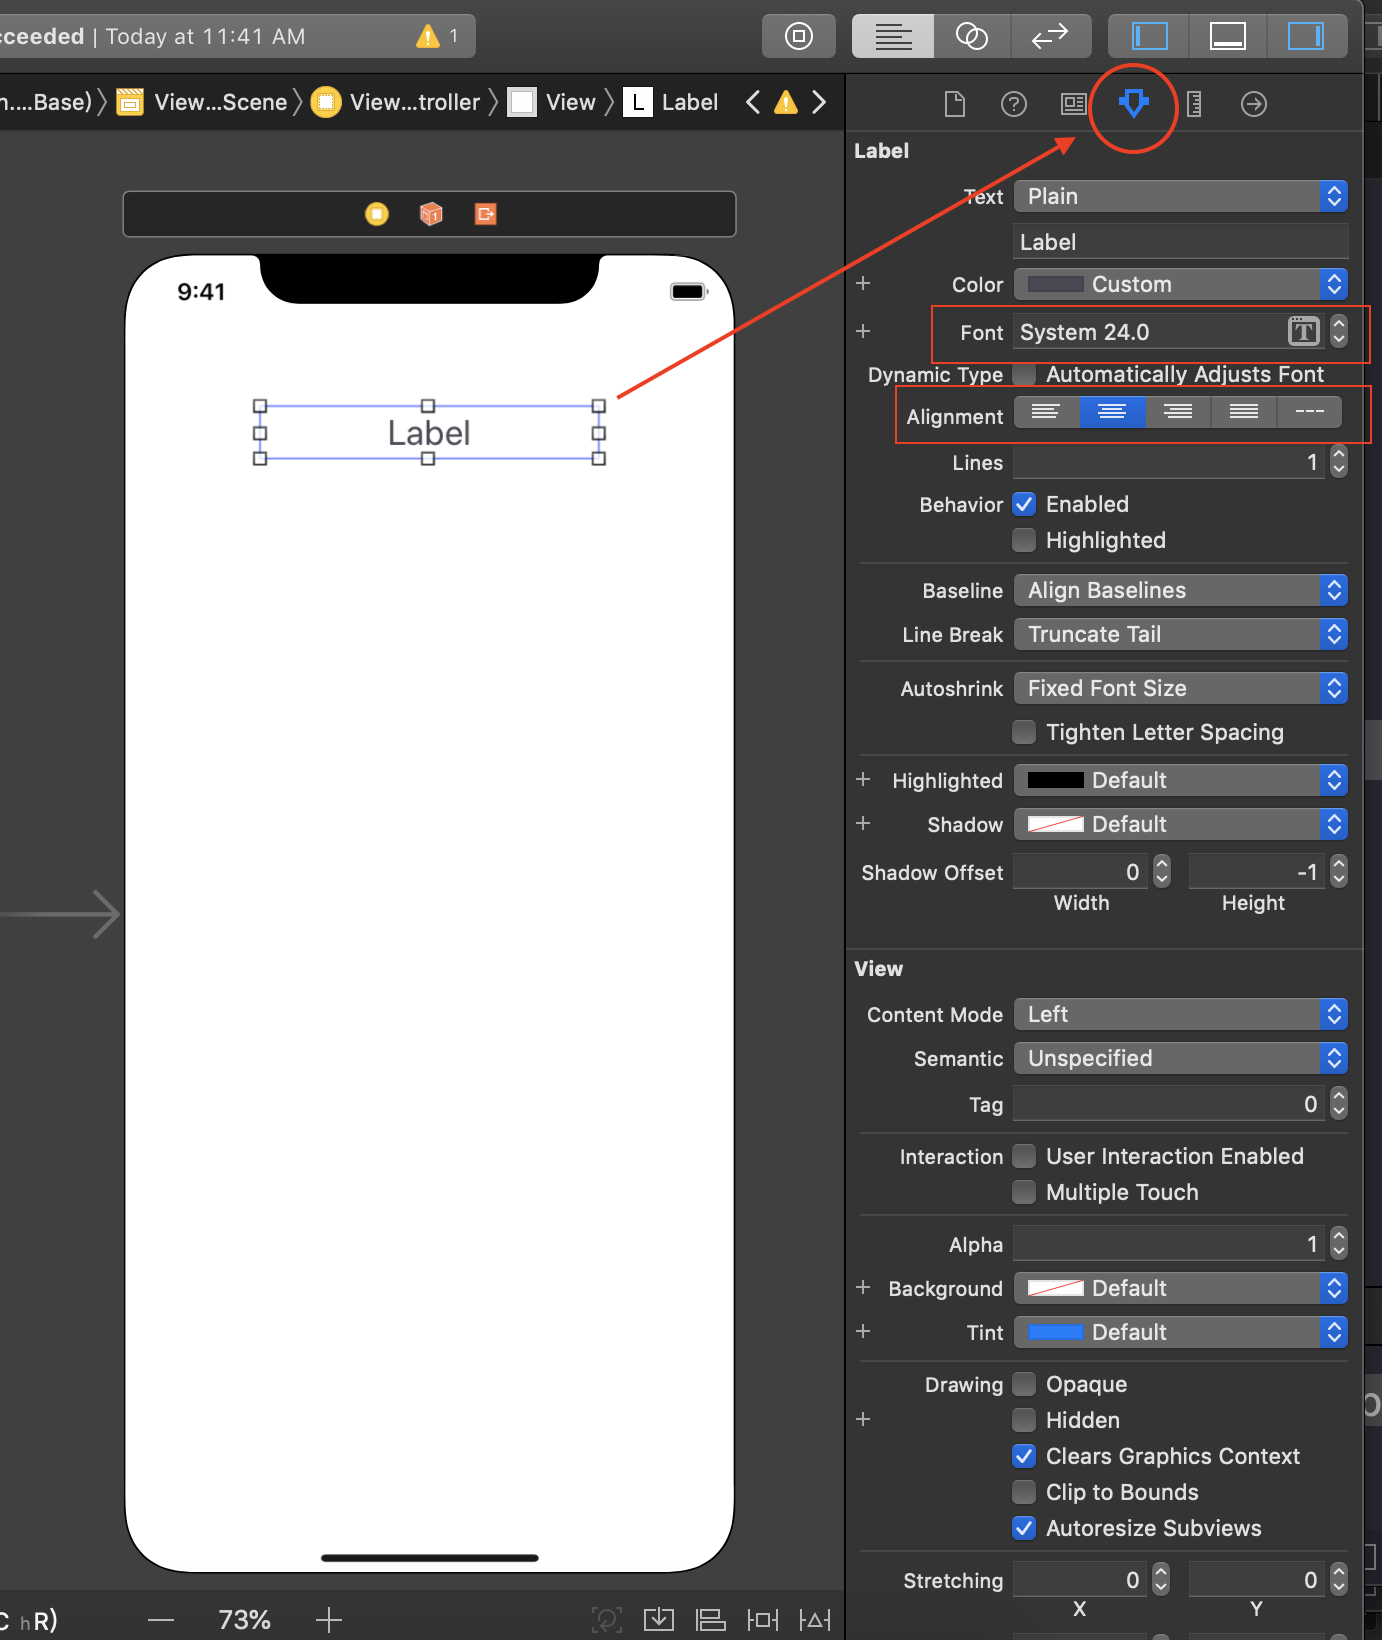 cceeded | Today at 11:41 AM 1
n....Base) View...Scene View...troller View L Label
Label
Text Plain
Label
Color Custom
Font System 24.0 T
Dynamic Type Automatically Adjusts Font
Alignment
Lines 1
Behavior Enabled
Highlighted
Baseline Align Baselines
Line Break Truncate Tail
Autoshrink Fixed Font Size
Tighten Letter Spacing
Highlighted Default
Shadow Default
Shadow Offset 0 -1
Width Height
View
Content Mode Left
Semantic Unspecified
Tag 0
Interaction User Interaction Enabled
Multiple Touch
Alpha 1
Background Default
Tint Default
Drawing Opaque
Hidden
Clears Graphics Context
Clip to Bounds
Autoresize Subviews
Stretching 0 0
X Y
9:41
Label
C hR) 73%